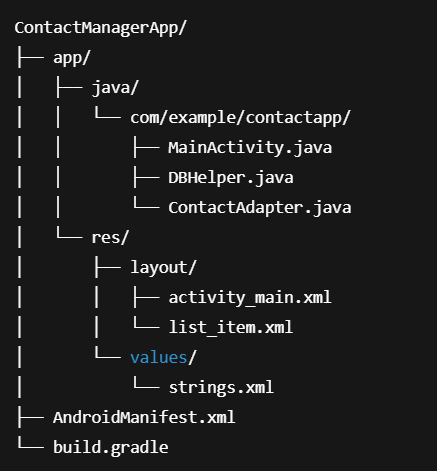 ContactManagerApp/
├── app/
│   ├── java/
│   │   └── com/example/contactapp/
│   │       ├── MainActivity.java
│   │       ├── DBHelper.java
│   │       └── ContactAdapter.java
│   └── res/
│       ├── layout/
│       │   ├── activity_main.xml
│       │   └── list_item.xml
│       └── values/
│           └── strings.xml
├── AndroidManifest.xml
└── build.gradle